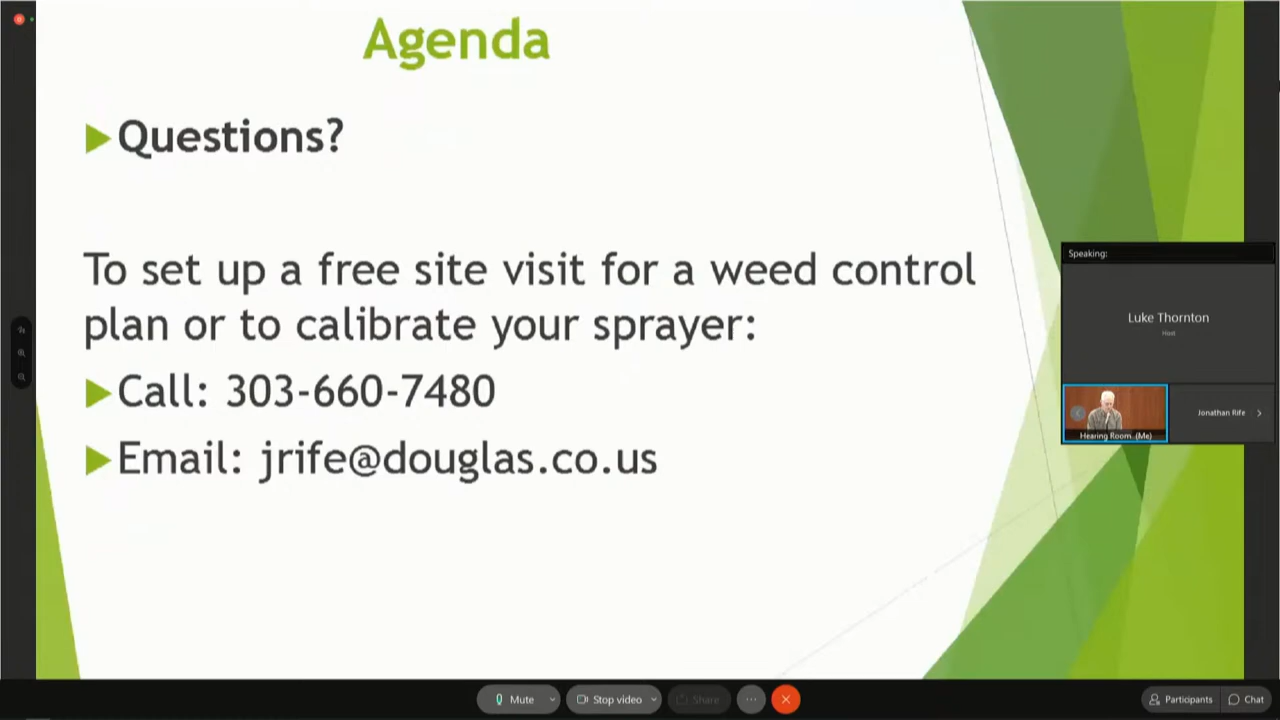 Agenda
Questions?
To set up a free site visit for a weed control
plan or to calibrate your sprayer:
Call: 303-660-7480
Email: jrife@douglas.co.us
Speaking:
Luke Thornton
Host
Hearing Room (Me)
Jonathan Rife
Mute
Stop video
Share
Participants
Chat